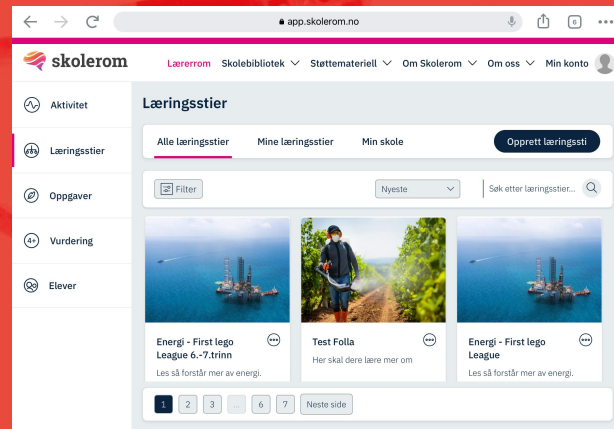 app.skolerom.no
6
skolerom
Lærerrom Skolebibliotek Støttemateriell Om Skolerom Om oss Min konto
Aktivitet
Læringsstier
Oppgaver
4+ Vurdering
Elever
Læringsstier
Alle læringsstier Mine læringsstier Min skole Opprett læringssti
Filter Nyeste Søk etter læringsstier...
Energi - First lego
League 6.-7.trinn
Les så forstår mer av energi.
Test Folla
Her skal dere lære mer om
Energi - First lego
League
Les så forstår mer av energi.
1 2 3 ... 6 7 Neste side